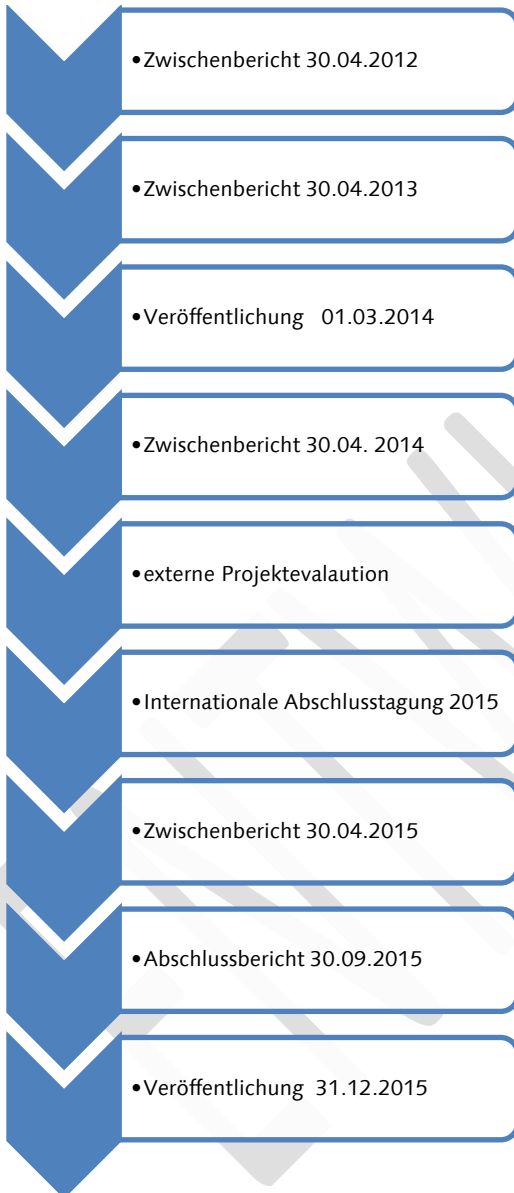 •Zwischenbericht 30.04.2012
•Zwischenbericht 30.04.2013
•Veröffentlichung 01.03.2014
•Zwischenbericht 30.04. 2014
•externe Projektevalaution
•Internationale Abschlusstagung 2015
•Zwischenbericht 30.04.2015
•Abschlussbericht 30.09.2015
•Veröffentlichung 31.12.2015